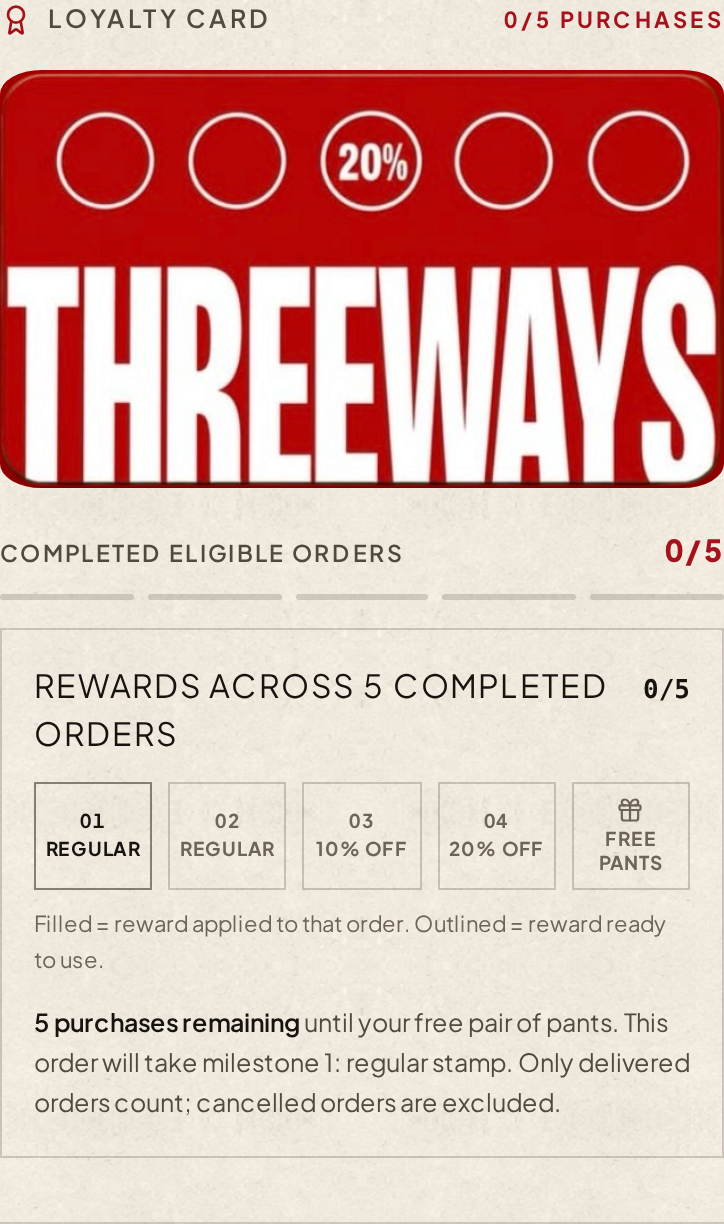 LOYALTY CARD 0/5 PURCHASES
20%
THREEWAYS
COMPLETED ELIGIBLE ORDERS 0/5
REWARDS ACROSS 5 COMPLETED 0/5
ORDERS
01 02 03 04
REGULAR REGULAR 10% OFF 20% OFF FREE
PANTS
Filled = reward applied to that order. Outlined = reward ready
to use.
5 purchases remaining until your free pair of pants. This
order will take milestone 1: regular stamp. Only delivered
orders count; cancelled orders are excluded.